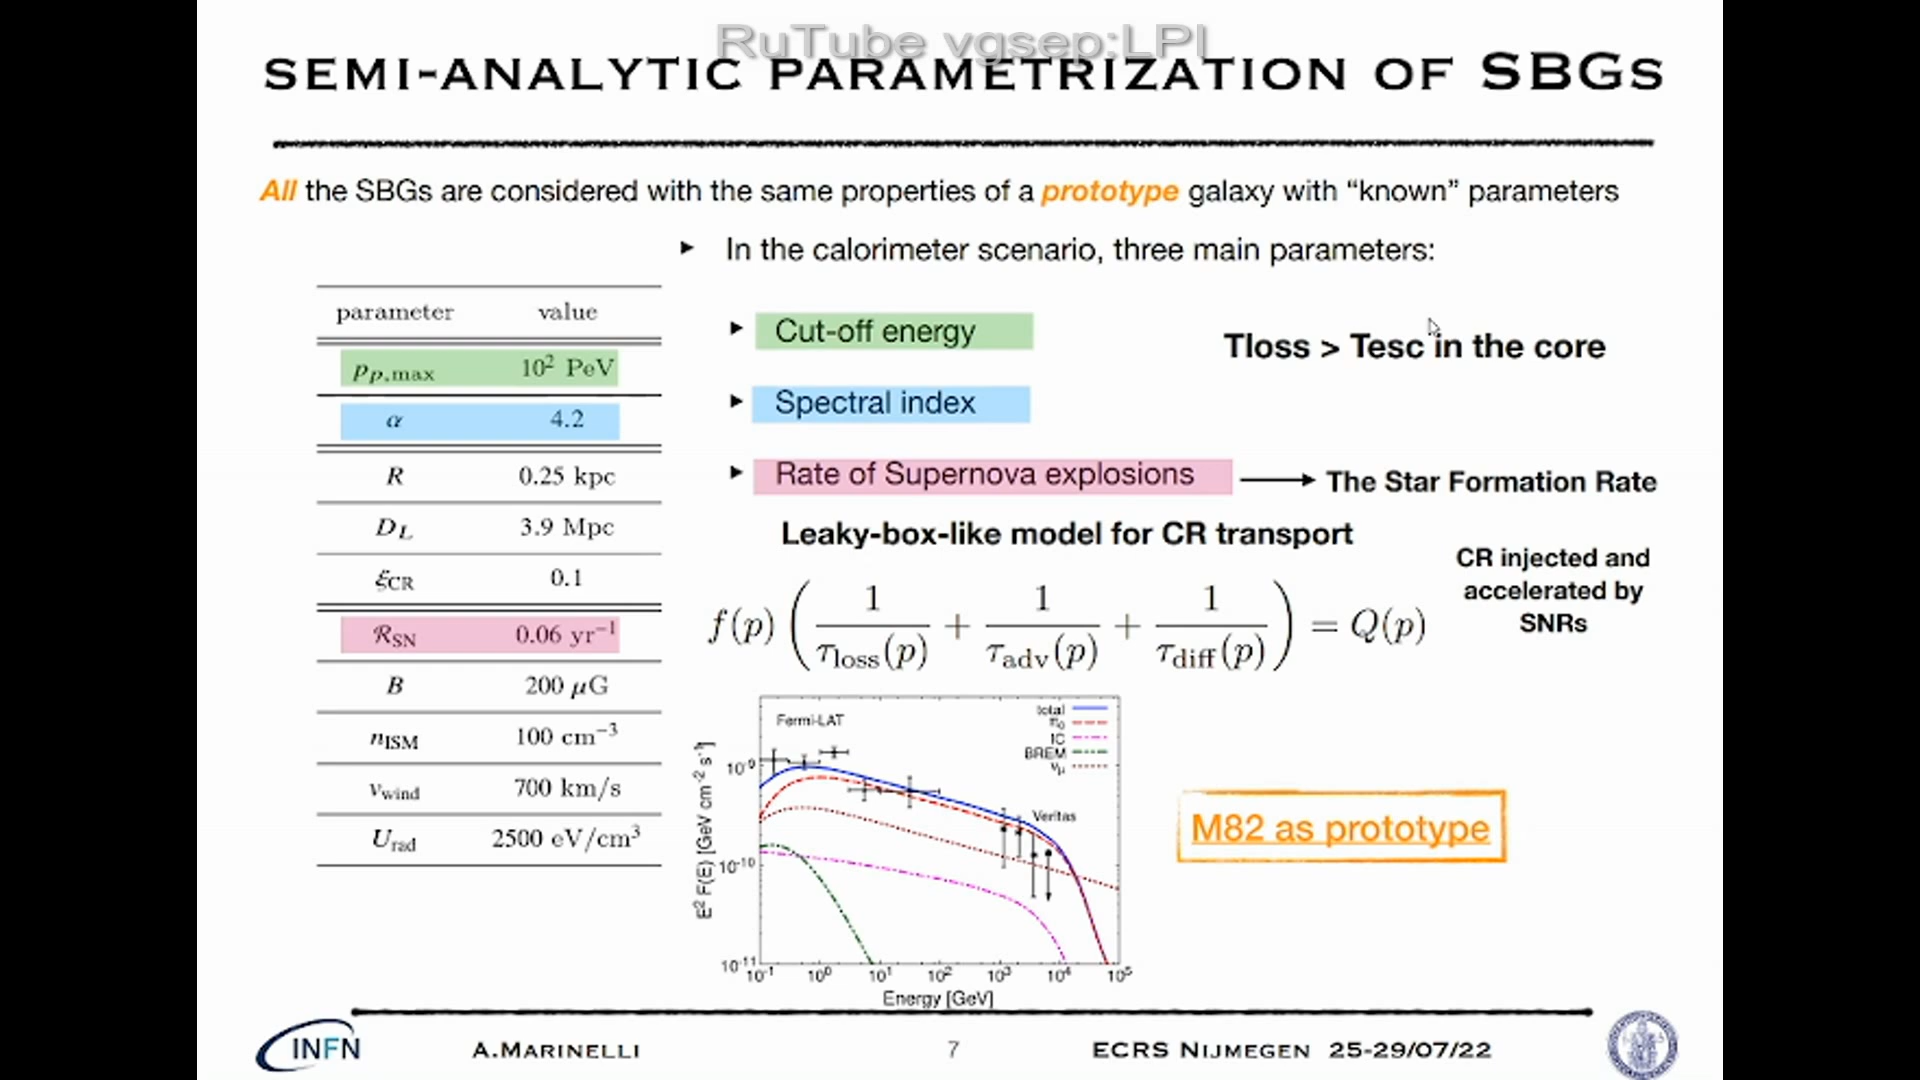 RuTube vgsep:LPI
SEMI-ANALYTIC PARAMETRIZATION OF SBGS
All the SBGs are considered with the same properties of a prototype galaxy with “known” parameters
▸ In the calorimeter scenario, three main parameters:
parameter value
p_{p,max} 10² PeV
α 4.2
R 0.25 kpc
D_L 3.9 Mpc
ξ_CR 0.1
ℛ_SN 0.06 yr⁻¹
B 200 μG
n_ISM 100 cm⁻³
v_wind 700 km/s
U_rad 2500 eV/cm³
▸ Cut-off energy
Tloss > Tesc in the core
▸ Spectral index
▸ Rate of Supernova explosions → The Star Formation Rate
Leaky-box-like model for CR transport
CR injected and
accelerated by
SNRs
f(p) ( 1/τ_loss(p) + 1/τ_adv(p) + 1/τ_diff(p) ) = Q(p)
Fermi-LAT
total
π₀
IC
BREM
ν_μ
Veritas
E² F(E) [GeV cm⁻² s⁻¹]
10⁻⁹
10⁻¹⁰
10⁻¹¹
10⁻¹ 10⁰ 10¹ 10² 10³ 10⁴ 10⁵
Energy [GeV]
M82 as prototype
INFN
A.MARINELLI
7
ECRS NIJMEGEN 25-29/07/22